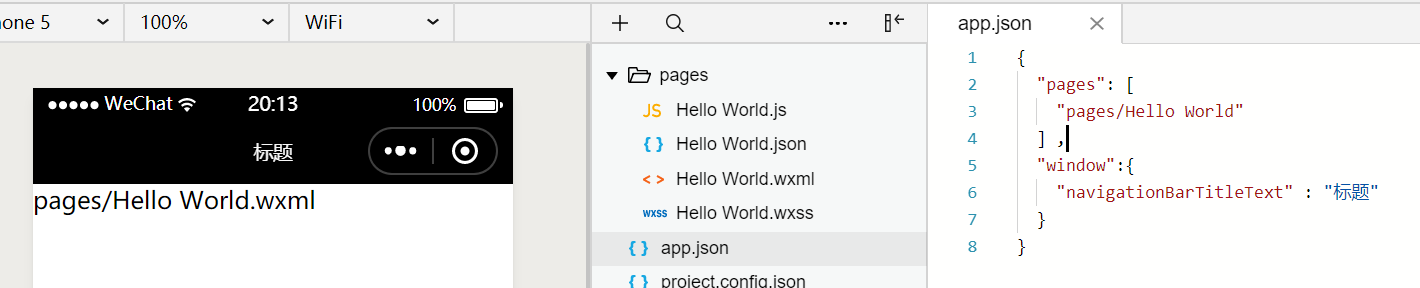 one 5 100% WiFi
WeChat 20:13 100%
标题
pages/Hello World.wxml
pages
JS Hello World.js
{ } Hello World.json
< > Hello World.wxml
wxss Hello World.wxss
{ } app.json
{ } project.config.json
app.json
1 {
2 "pages": [
3 "pages/Hello World"
4 ] ,
5 "window":{
6 "navigationBarTitleText" : "标题"
7 }
8 }